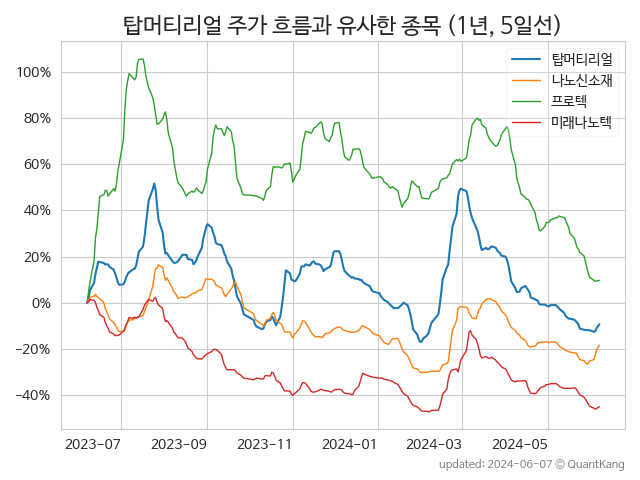 탑머티리얼 주가 흐름과 유사한 종목 (1년, 5일선)
탑머티리얼
나노신소재
프로텍
미래나노텍
100%
80%
60%
40%
20%
0%
−20%
−40%
2023-07
2023-09
2023-11
2024-01
2024-03
2024-05
updated: 2024-06-07 © QuantKang